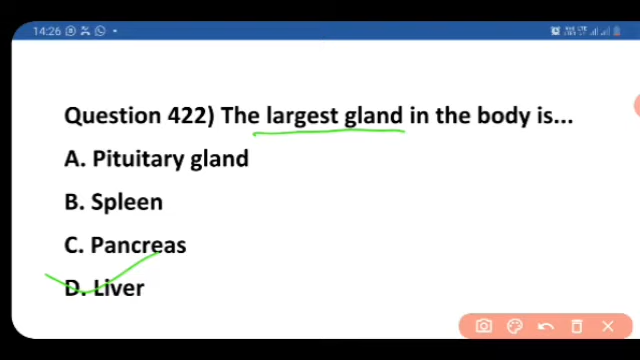 14:26
Question 422) The largest gland in the body is...
A. Pituitary gland
B. Spleen
C. Pancreas
D. Liver